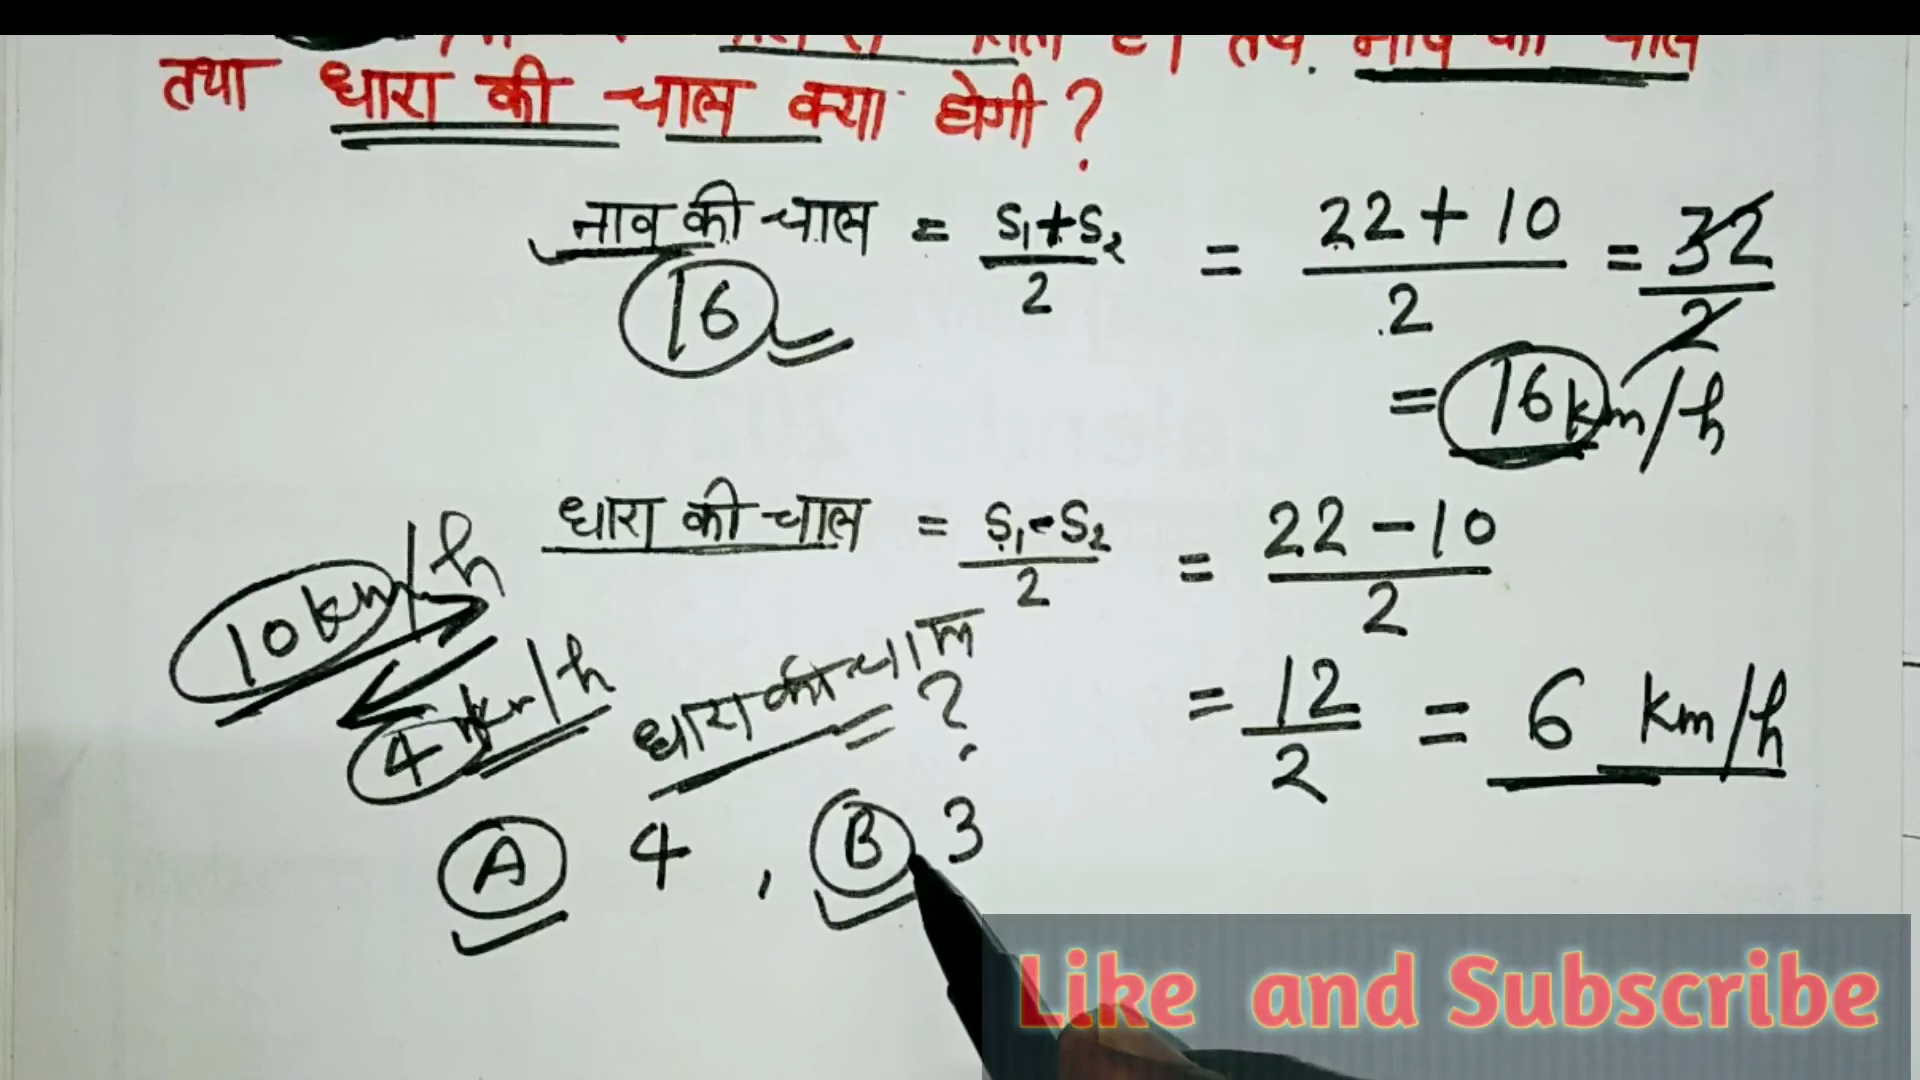 तथा धारा की चाल क्या होगी ?
नाव की चाल = S₁+S₂/2 = 22+10/2 = 32/2
16
= 16 km/h
धारा की चाल = S₁-S₂/2 = 22-10/2
= 12/2 = 6 km/h
10 km/h
4 km/h
धारा की चाल = ?
A 4 , B 3
Like and Subscribe